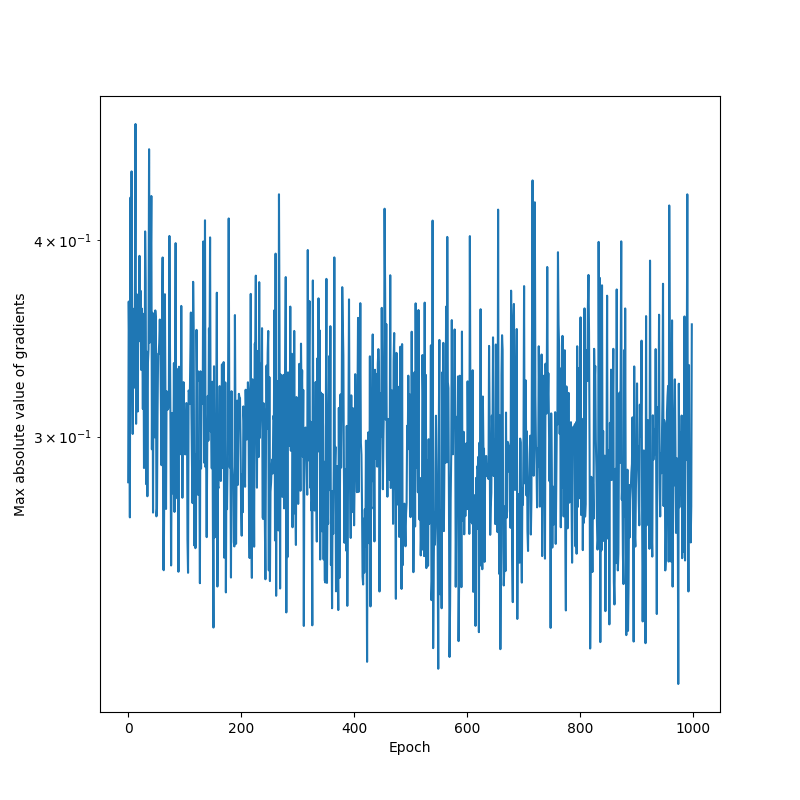 Max absolute value of gradients
4 × 10⁻¹
3 × 10⁻¹
0 200 400 600 800 1000
Epoch